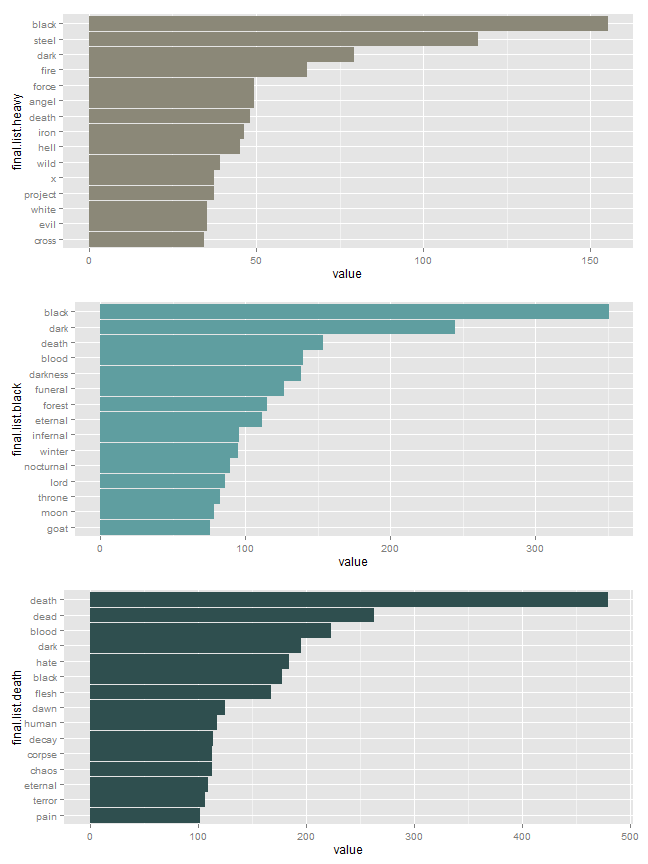 final.list.heavy
black
steel
dark
fire
force
angel
death
iron
hell
wild
x
project
white
evil
cross
0 50 100 150
value
final.list.black
black
dark
death
blood
darkness
funeral
forest
eternal
infernal
winter
nocturnal
lord
throne
moon
goat
0 100 200 300
value
final.list.death
death
dead
blood
dark
hate
black
flesh
dawn
human
decay
corpse
chaos
eternal
terror
pain
0 100 200 300 400 500
value